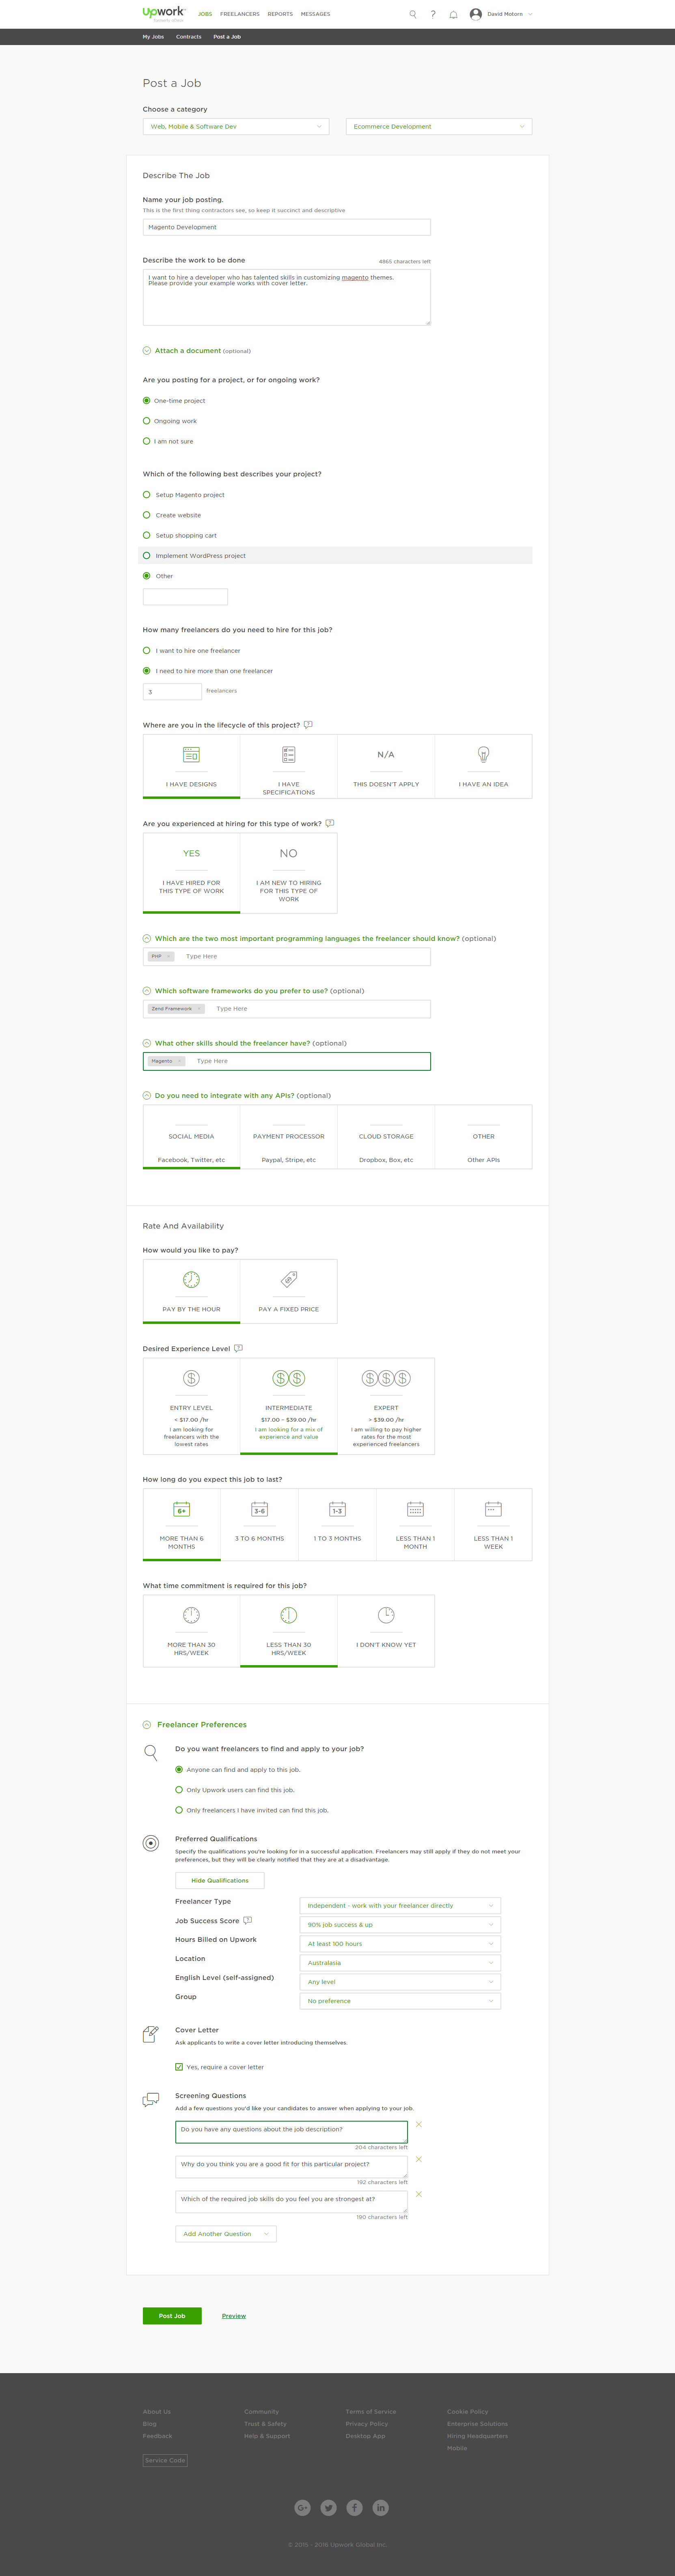 Upwork
formerly oDesk
JOBS FREELANCERS REPORTS MESSAGES
? David Motoni
My Jobs Contracts Post a Job
Post a Job
Choose a category
Web, Mobile & Software Dev Ecommerce Development
Describe The Job
Name your job posting.
This is the first thing contractors see, so keep it succinct and descriptive
Magento Development
Describe the work to be done 4865 characters left
I want to hire a developer who has talented skills in customizing magento themes.
Please provide your example works with cover letter.
Attach a document (optional)
Are you posting for a project, or for ongoing work?
One-time project
Ongoing work
I am not sure
Which of the following best describes your project?
Setup Magento project
Create website
Setup shopping cart
Implement WordPress project
Other
How many freelancers do you need to hire for this job?
I want to hire one freelancer
I need to hire more than one freelancer
3 freelancers
Where are you in the lifecycle of this project?
N/A
I HAVE DESIGNS I HAVE THIS DOESN'T APPLY I HAVE AN IDEA
SPECIFICATIONS
Are you experienced at hiring for this type of work?
YES NO
I HAVE HIRED FOR I AM NEW TO HIRING
THIS TYPE OF WORK FOR THIS TYPE OF
WORK
Which are the two most important programming languages the freelancer should know? (optional)
PHP × Type Here
Which software frameworks do you prefer to use? (optional)
Zend Framework × Type Here
What other skills should the freelancer have? (optional)
Magento × Type Here
Do you need to integrate with any APIs? (optional)
SOCIAL MEDIA PAYMENT PROCESSOR CLOUD STORAGE OTHER
Facebook, Twitter, etc Paypal, Stripe, etc Dropbox, Box, etc Other APIs
Rate And Availability
How would you like to pay?
PAY BY THE HOUR PAY A FIXED PRICE
Desired Experience Level
$ $$ $$$
ENTRY LEVEL INTERMEDIATE EXPERT
< $17.00 /hr $17.00 - $39.00 /hr > $39.00 /hr
I am looking for I am looking for a mix of I am willing to pay higher
freelancers with the experience and value rates for the most
lowest rates experienced freelancers
How long do you expect this job to last?
6+ 3-6 1-3
MORE THAN 6 3 TO 6 MONTHS 1 TO 3 MONTHS LESS THAN 1 LESS THAN 1
MONTHS MONTH WEEK
What time commitment is required for this job?
MORE THAN 30 LESS THAN 30 I DON'T KNOW YET
HRS/WEEK HRS/WEEK
Freelancer Preferences
Do you want freelancers to find and apply to your job?
Anyone can find and apply to this job.
Only Upwork users can find this job.
Only freelancers I have invited can find this job.
Preferred Qualifications
Specify the qualifications you're looking for in a successful application. Freelancers may still apply if they do not meet your
preferences, but they will be clearly notified that they are at a disadvantage.
Hide Qualifications
Freelancer Type Independent - work with your freelancer directly
Job Success Score 90% job success & up
Hours Billed on Upwork At least 100 hours
Location Australasia
English Level (self-assigned) Any level
Group No preference
Cover Letter
Ask applicants to write a cover letter introducing themselves.
Yes, require a cover letter
Screening Questions
Add a few questions you'd like your candidates to answer when applying to your job.
Do you have any questions about the job description?
204 characters left
Why do you think you are a good fit for this particular project?
192 characters left
Which of the required job skills do you feel you are strongest at?
190 characters left
Add Another Question
Post Job Preview
About Us Community Terms of Service Cookie Policy
Blog Trust & Safety Privacy Policy Enterprise Solutions
Feedback Help & Support Desktop App Hiring Headquarters
Mobile
Service Code
G+ f in
© 2015 - 2016 Upwork Global Inc.